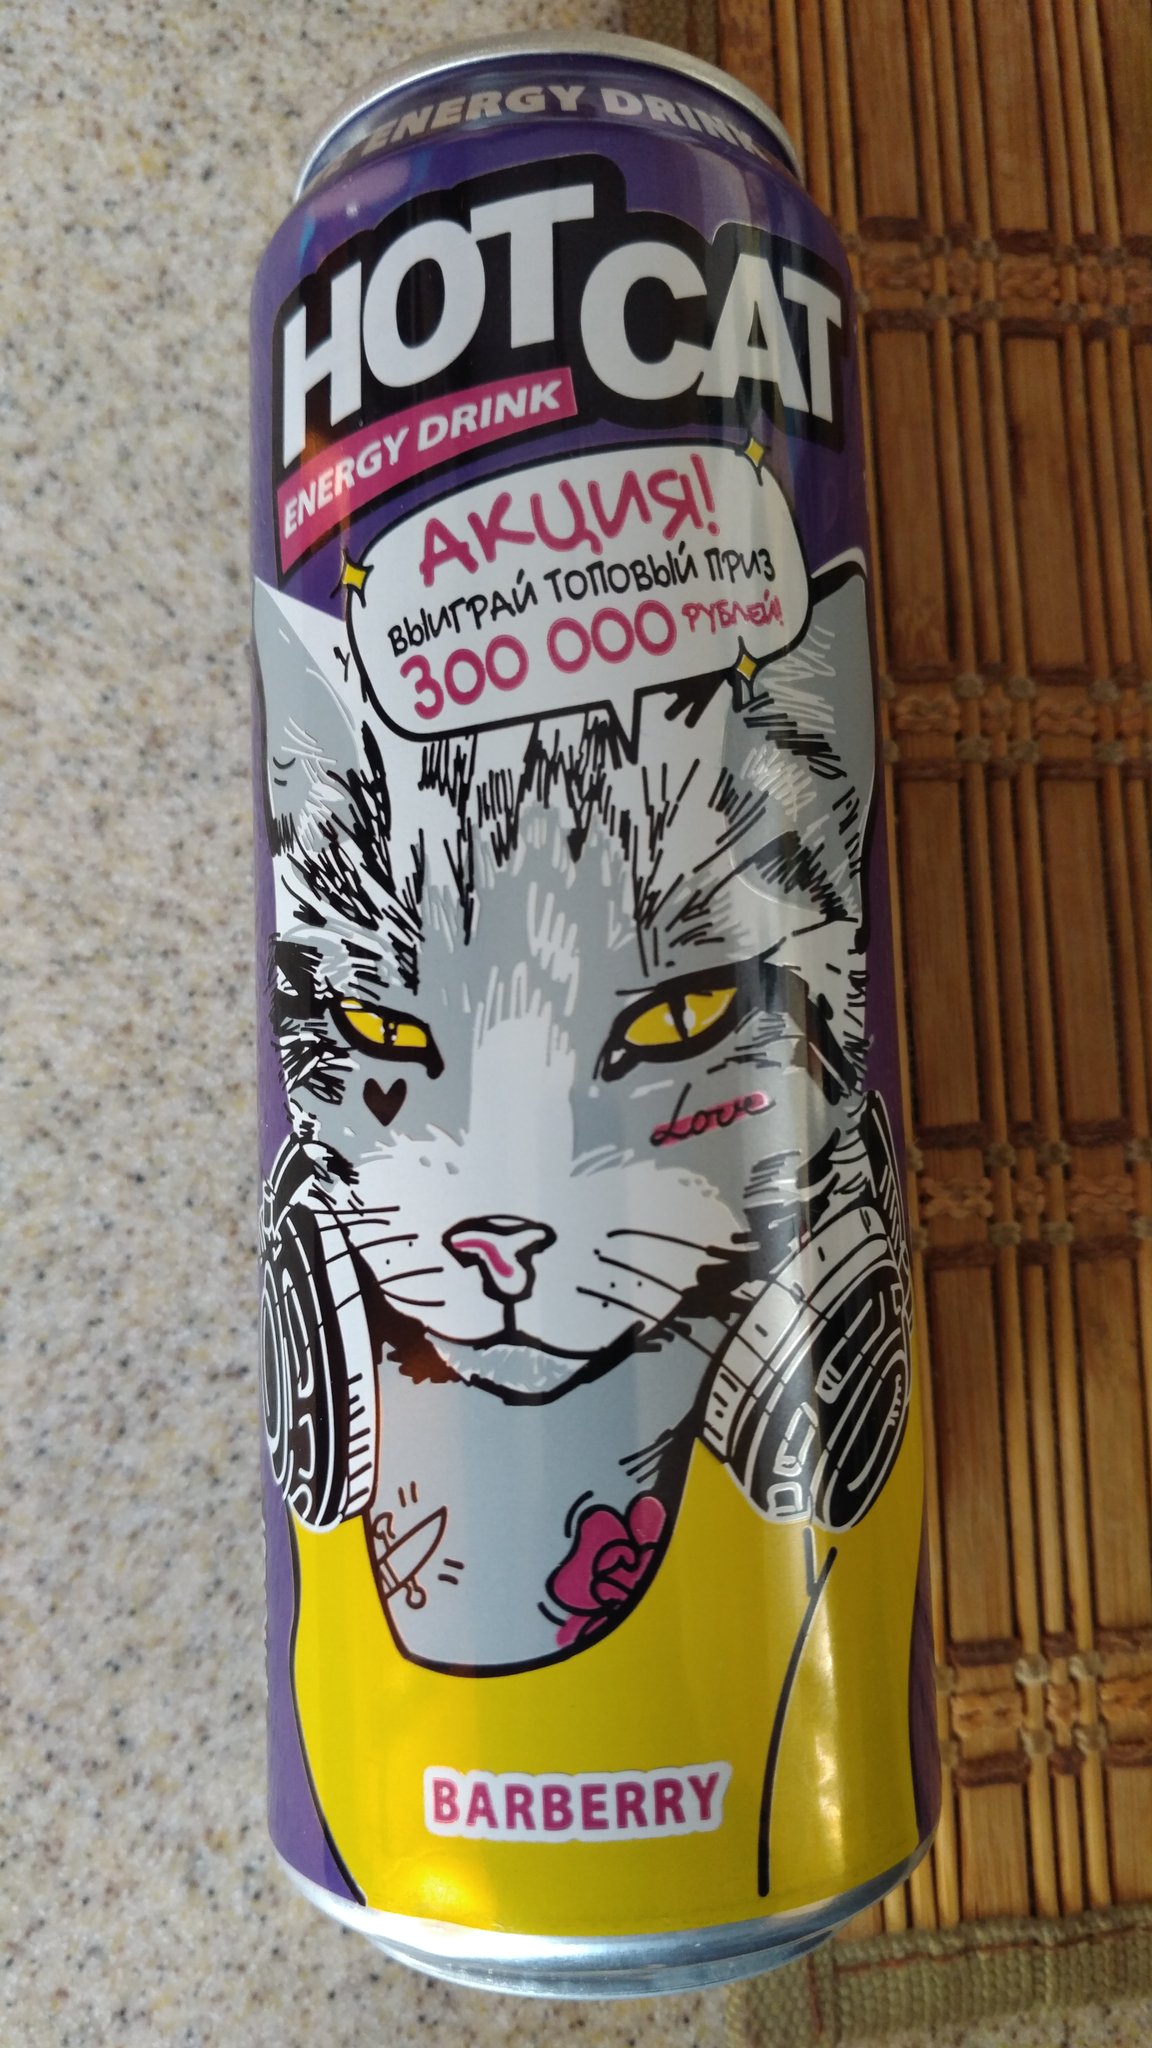 ENERGY DRINK
HOT CAT
ENERGY DRINK
АКЦИЯ!
ВЫИГРАЙ ТОПОВЫЙ ПРИЗ
300 000 РУБЛЕЙ!
Love
BARBERRY